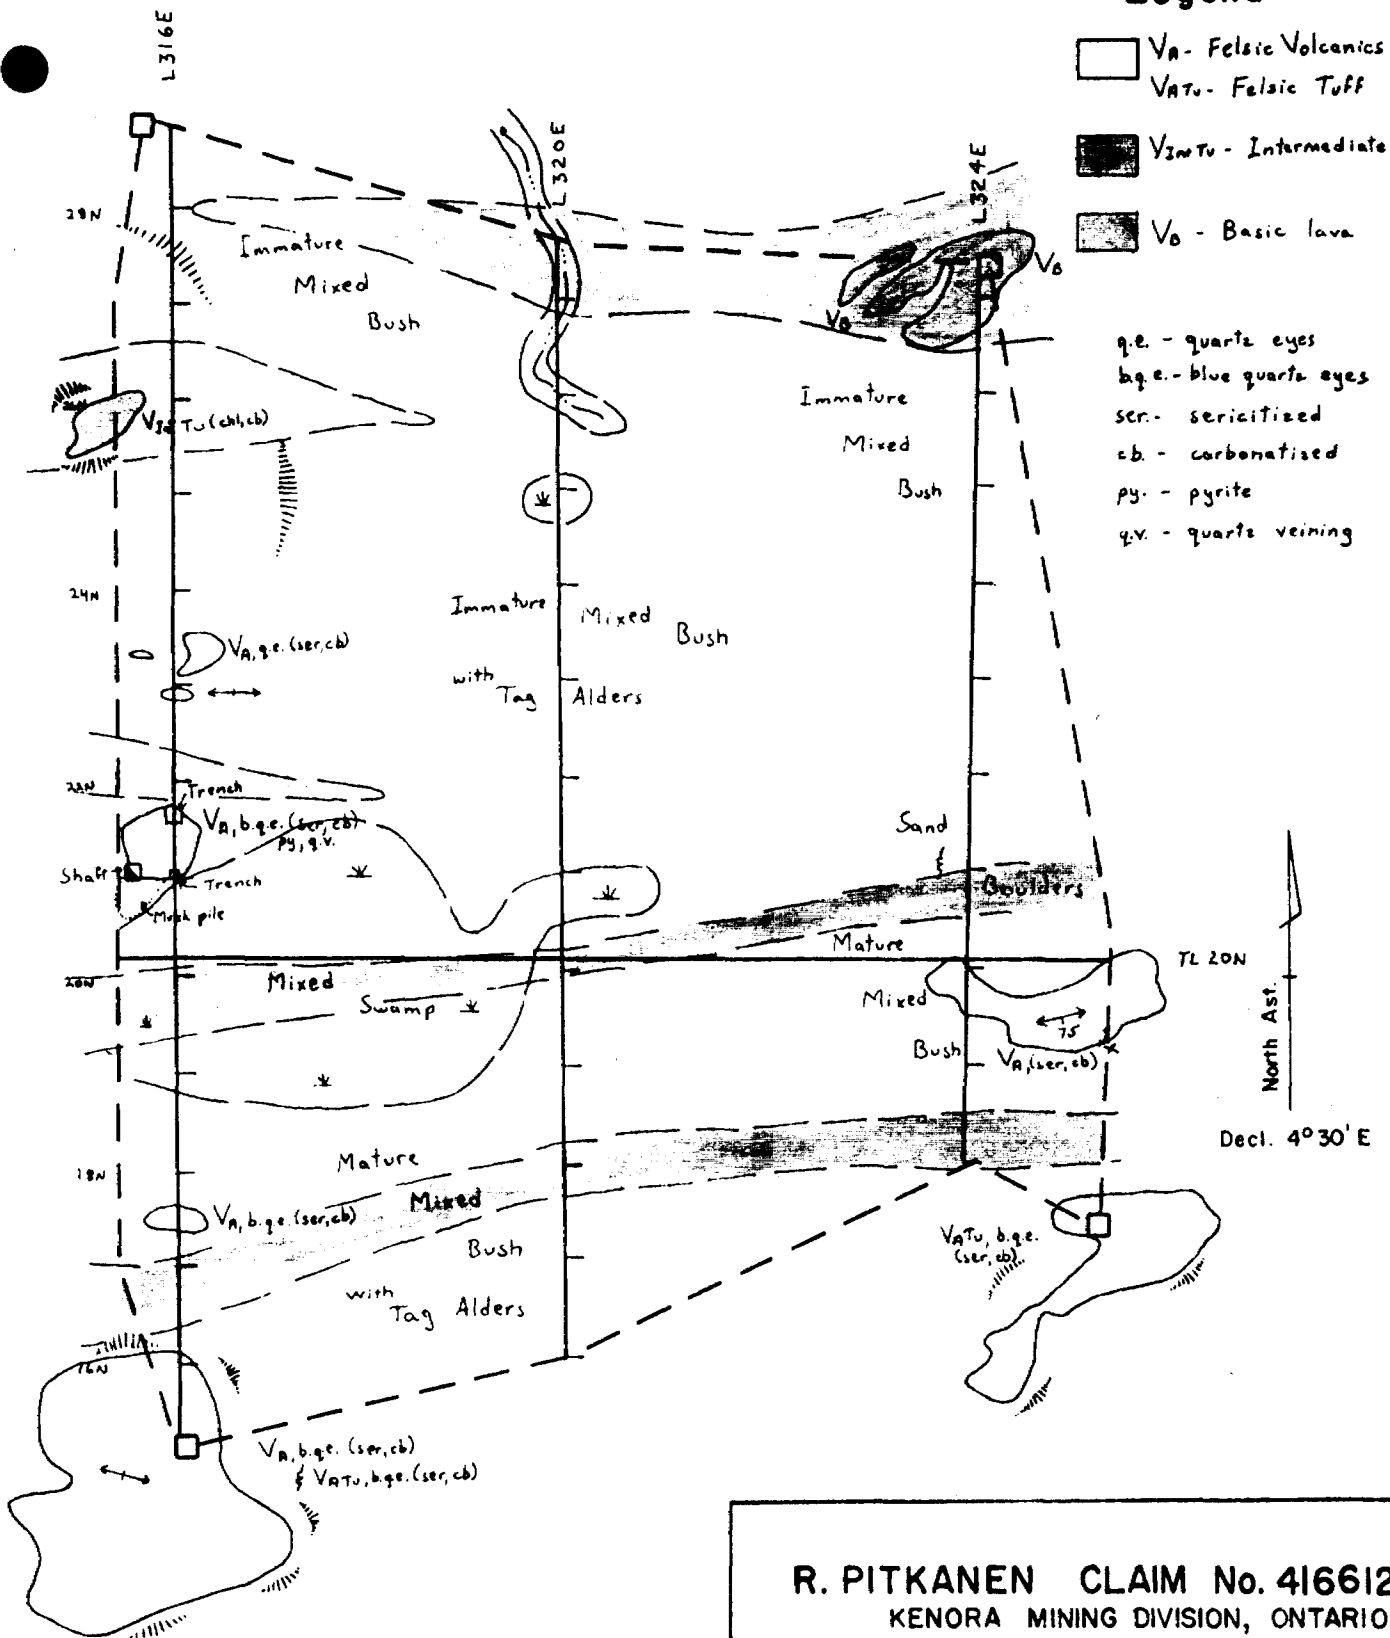 Legend
L316E
L320E
L324E
VA - Felsic Volcanics
VATu - Felsic Tuff
VINTu - Intermediate
VB - Basic lava
q.e. - quartz eyes
b.q.e. - blue quartz eyes
ser. - sericitized
cb. - carbonatised
py. - pyrite
q.v. - quartz veining
28N
Immature
Mixed
Bush
VB
VB
VINTu (chl,cb)
Immature
Mixed
Bush
24N
Immature Mixed Bush
with Tag Alders
VA, q.e. (ser,cb)
22N
Trench
VA, b.q.e. (ser,cb)
py, q.v.
Shaft
Trench
Muck pile
Sand
&
Boulders
Mature
TL 20N
20N
Mixed
Swamp
Mixed
Bush
75
VA, (ser,cb)
North Ast.
Decl. 4°30' E
18N
Mature
Mixed
Bush
with Tag Alders
VA, b.q.e. (ser,cb)
VATu, b.q.e.
(ser,cb)
16N
VA, b.q.e. (ser,cb)
& VATu, b.q.e. (ser,cb)
R. PITKANEN CLAIM No. 416612
KENORA MINING DIVISION, ONTARIO